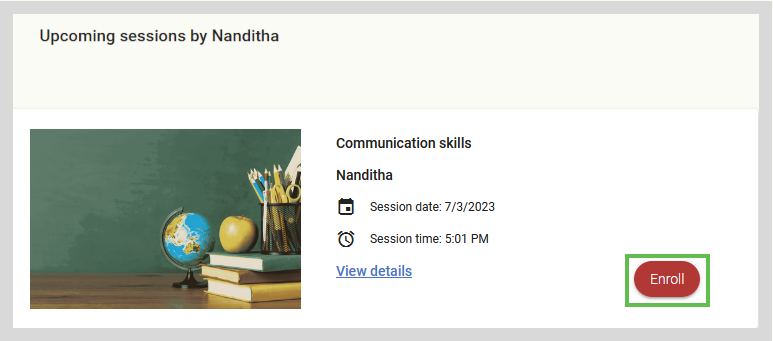 Upcoming sessions by Nanditha
Communication skills
Nanditha
Session date: 7/3/2023
Session time: 5:01 PM
View details
Enroll